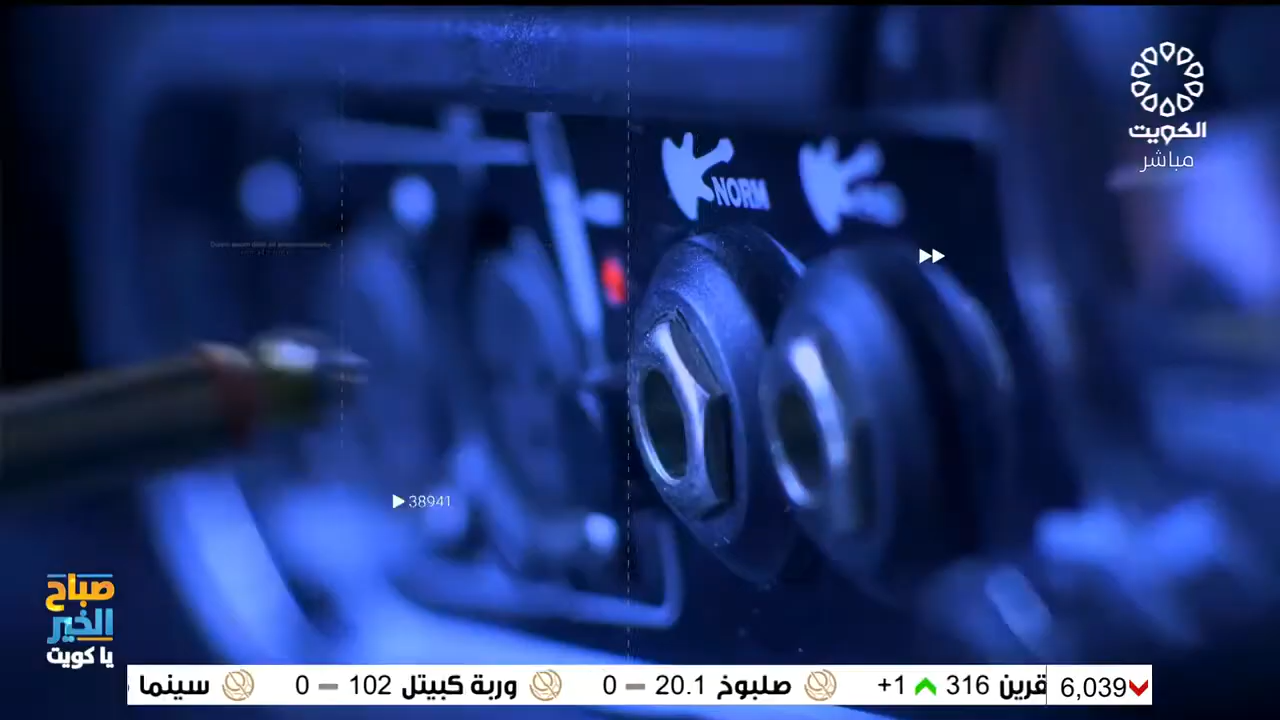 الكويت
مباشر
NORM
38941
صباح
الخير
يا كويت
6,039
قرين 316 +1
صلبوخ 20.1 0
وربة كبيتل 102 0
سينما